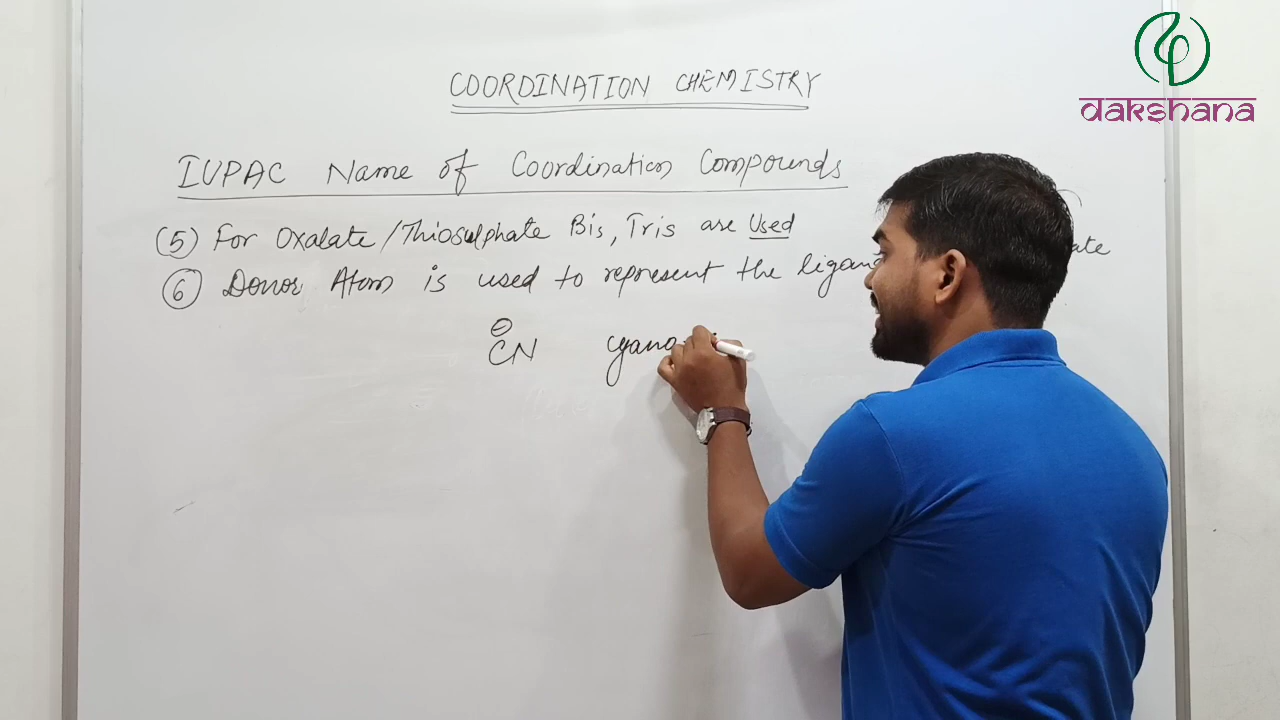 dakshana
COORDINATION CHEMISTRY
IUPAC Name of Coordination Compounds
(5) For Oxalate/Thiosulphate Bis, Tris are Used
(6) Donor Atom is used to represent the
⊖
CN cyano